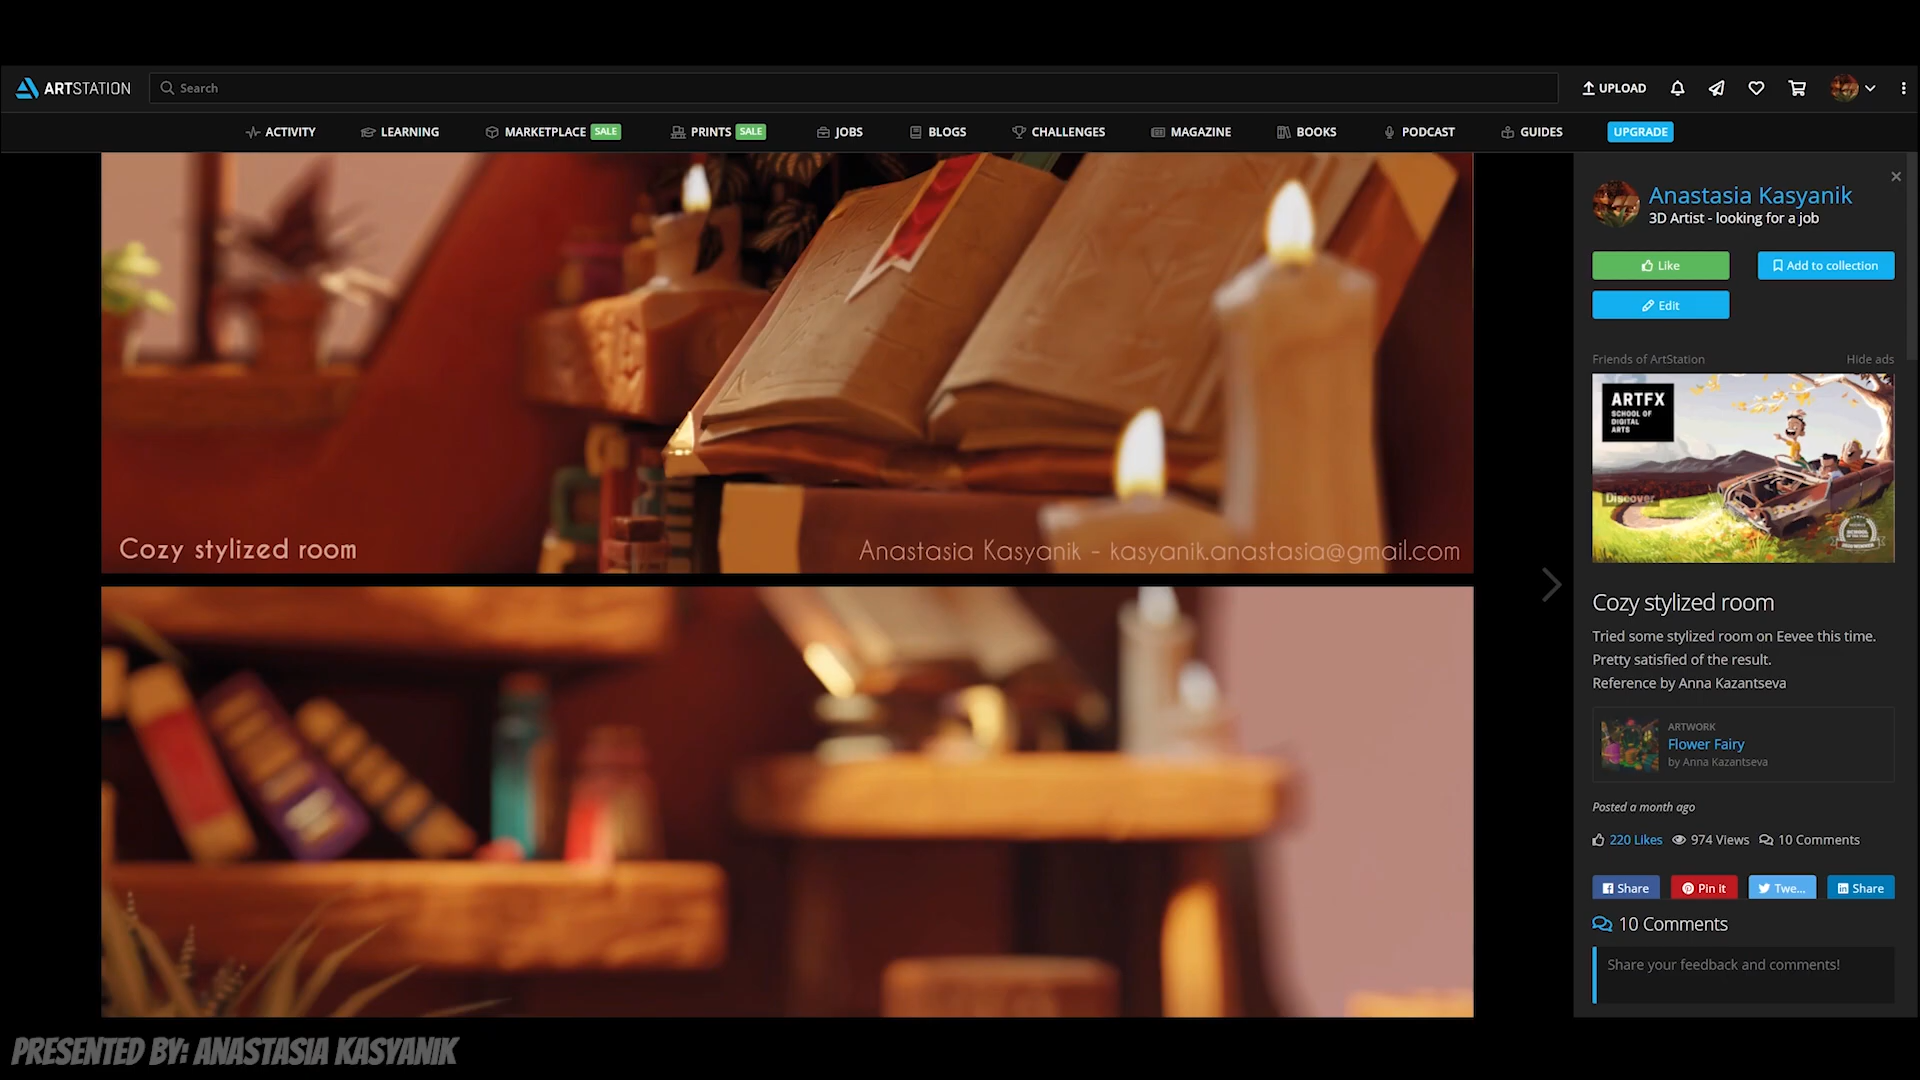 ARTSTATION
Search
UPLOAD
ACTIVITY
LEARNING
MARKETPLACE SALE
PRINTS SALE
JOBS
BLOGS
CHALLENGES
MAGAZINE
BOOKS
PODCAST
GUIDES
UPGRADE
Cozy stylized room
Anastasia Kasyanik - kasyanik.anastasia@gmail.com
Anastasia Kasyanik
3D Artist - looking for a job
Like
Add to collection
Edit
Friends of ArtStation
Hide ads
ARTFX
SCHOOL OF
DIGITAL
ARTS
Discover
Cozy stylized room
Tried some stylized room on Eevee this time.
Pretty satisfied of the result.
Reference by Anna Kazantseva
ARTWORK
Flower Fairy
by Anna Kazantseva
Posted a month ago
220 Likes
974 Views
10 Comments
Share
Pin It
Twe...
Share
10 Comments
Share your feedback and comments!
PRESENTED BY: ANASTASIA KASYANIK